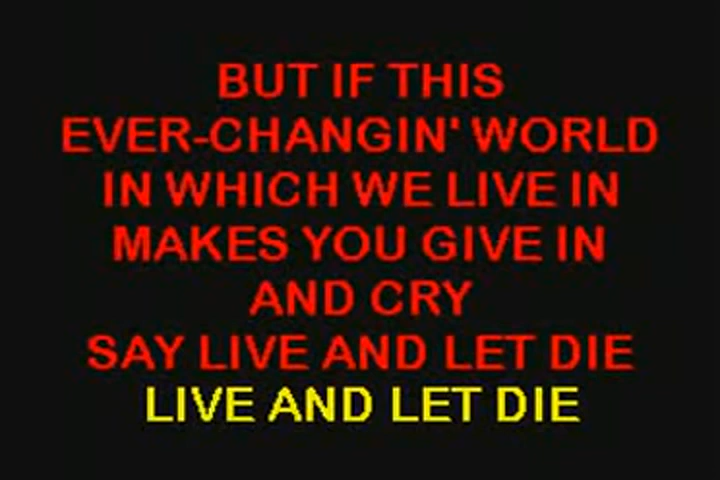 BUT IF THIS
EVER-CHANGIN' WORLD
IN WHICH WE LIVE IN
MAKES YOU GIVE IN
AND CRY
SAY LIVE AND LET DIE
LIVE AND LET DIE